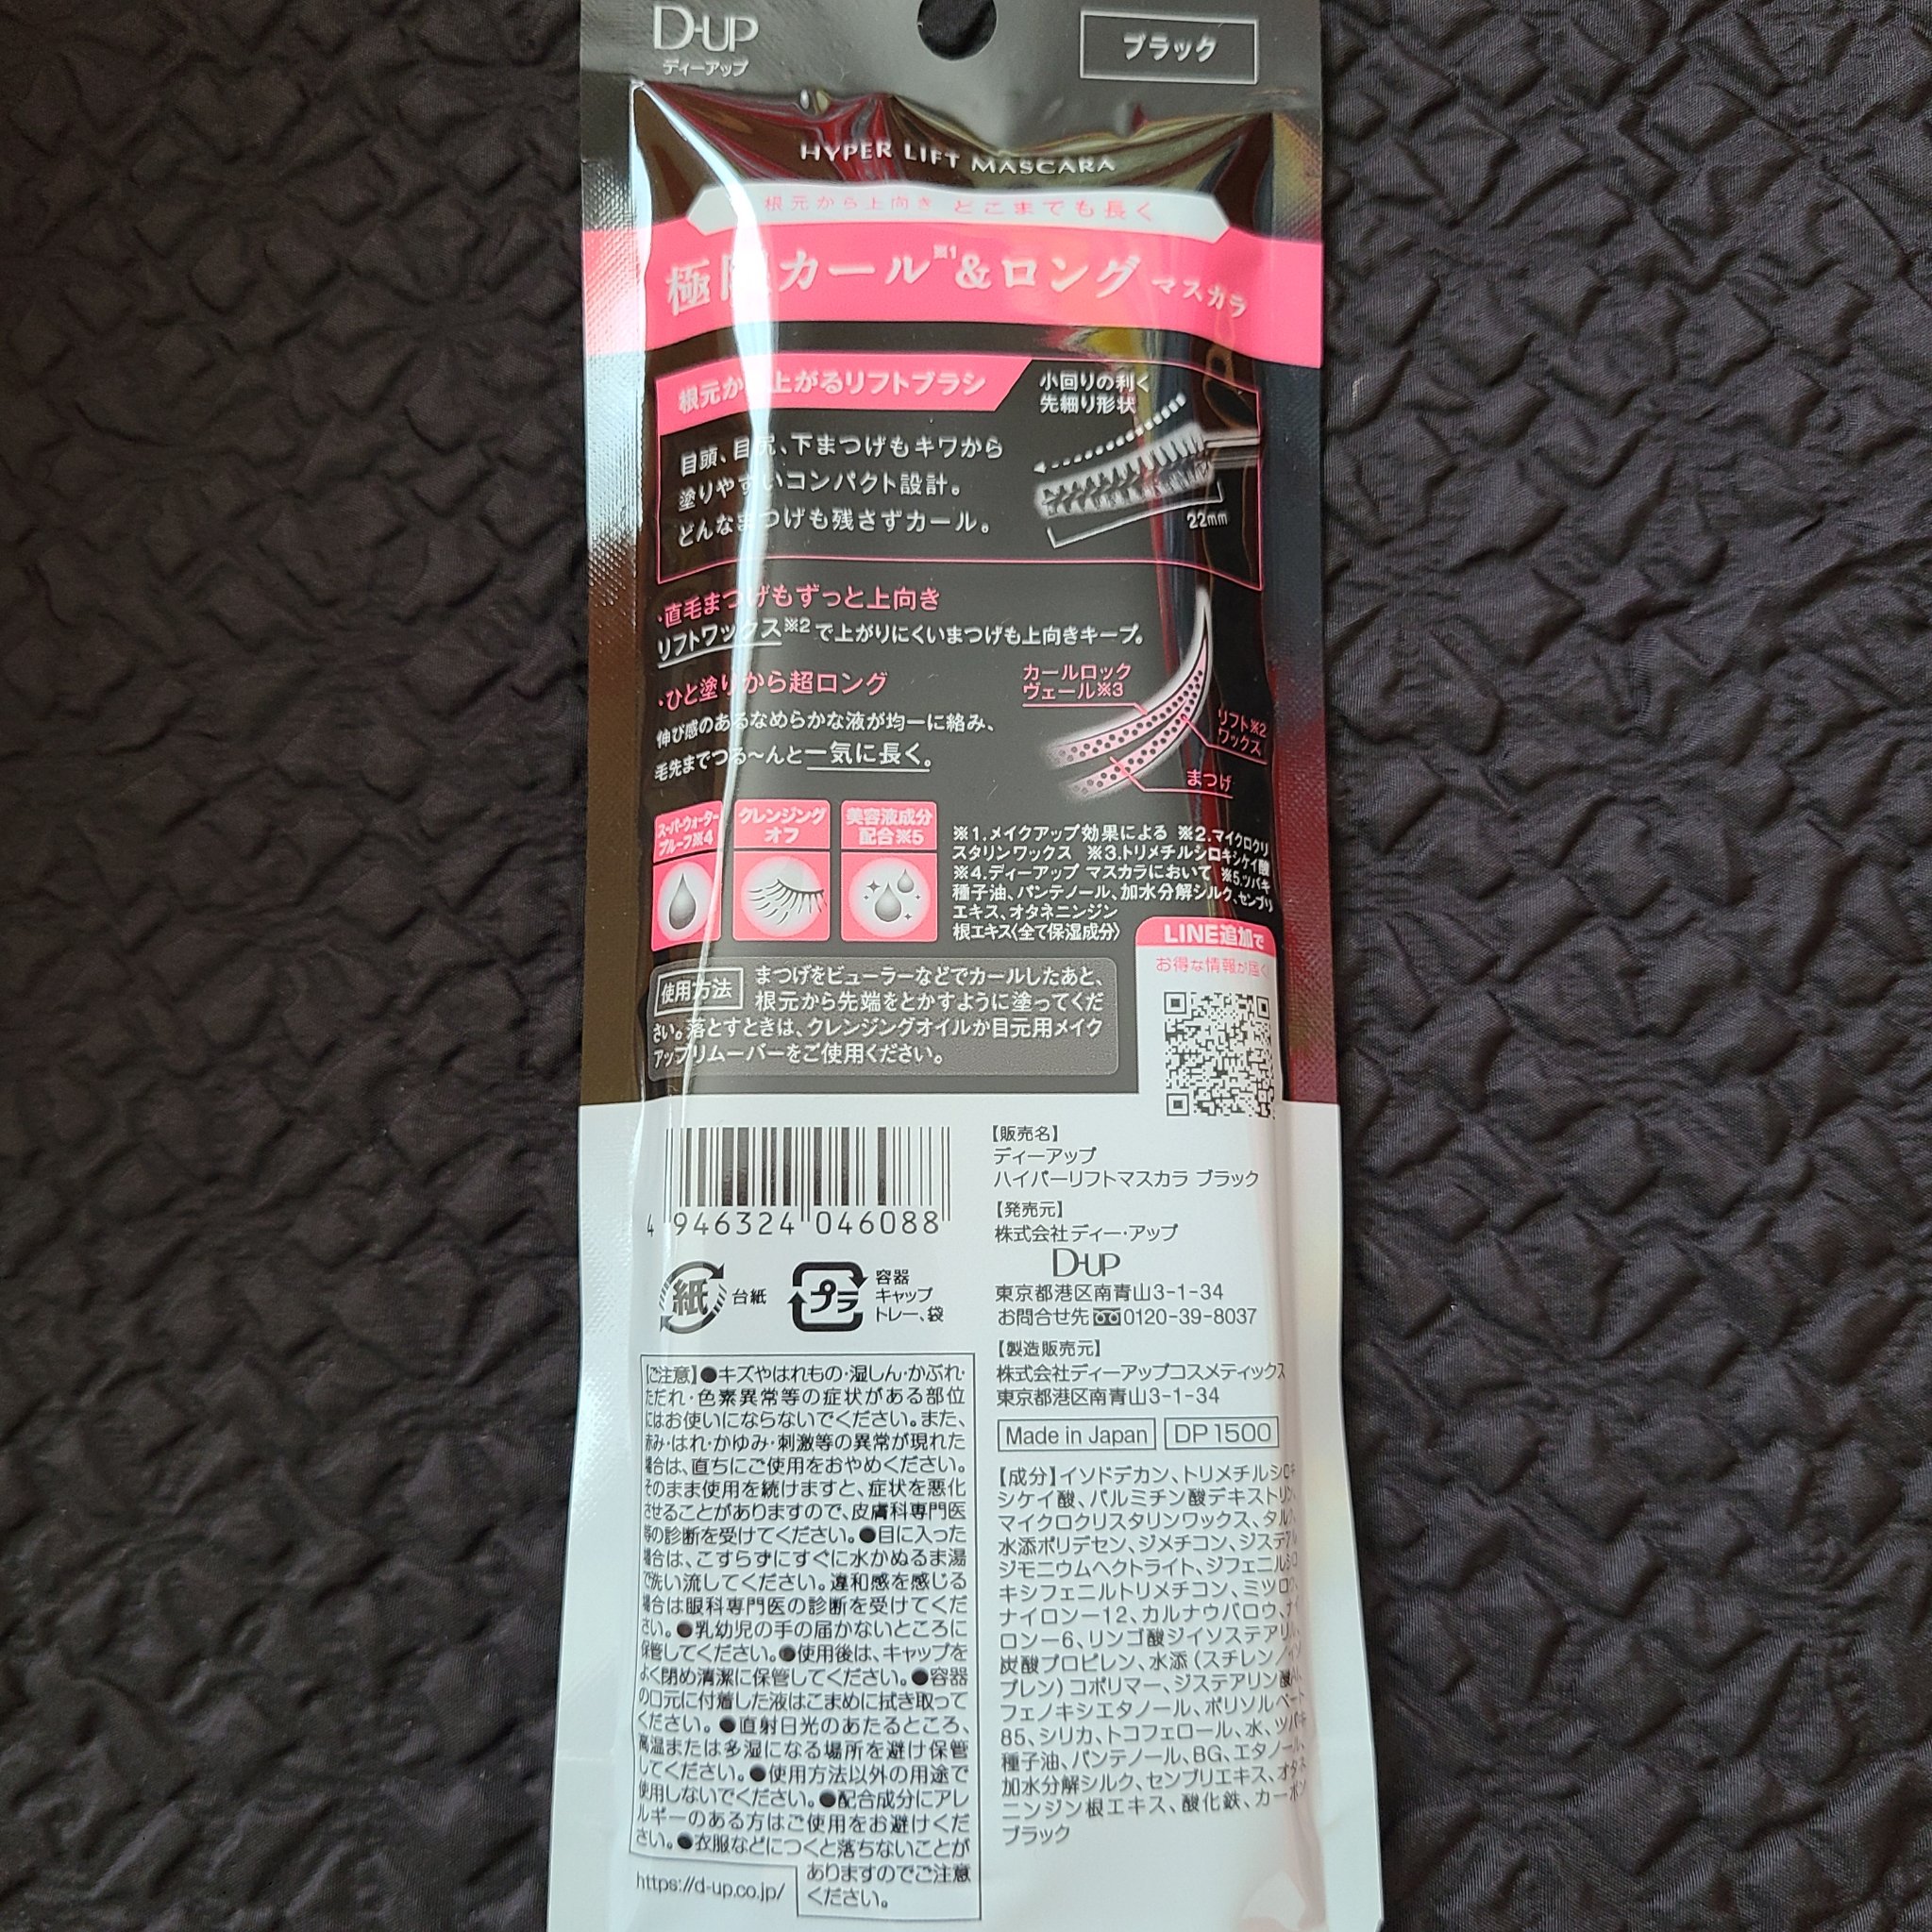 D-UP
ディーアップ
ブラック
HYPER LIFT MASCARA
根元から上向き どこまでも長く
極限カール※1&ロング マスカラ
根元から上がるリフトブラシ
目頭、目尻、下まつげもキワから
塗りやすいコンパクト設計。
どんなまつげも残さずカール。
小回りの利く
先細り形状
22mm
・直毛まつげもずっと上向き
リフトワックス※2で上がりにくいまつげも上向きキープ。
・ひと塗りから超ロング
伸び感のあるなめらかな液が均一に絡み、
毛先までつる〜んと一気に長く。
カールロック
ヴェール※3
リフト※2
ワックス
まつげ
スーパーウォーター
プルーフ※4
クレンジング
オフ
美容液成分
配合※5
※1.メイクアップ効果による ※2.マイクロクリ
スタリンワックス ※3.トリメチルシロキシケイ酸
※4.ディーアップ マスカラにおいて ※5.ツバキ
種子油、パンテノール、加水分解シルク、センブリ
エキス、オタネニンジン
根エキス〈全て保湿成分〉
LINE追加で
お得な情報が届く
使用方法 まつげをビューラーなどでカールしたあと、
根元から先端をとかすように塗ってくだ
さい。落とすときは、クレンジングオイルか目元用メイク
アップリムーバーをご使用ください。
4 946324 046088
紙 台紙
プラ 容器
キャップ
トレー、袋
【販売名】
ディーアップ
ハイパーリフトマスカラ ブラック
【発売元】
株式会社ディー・アップ
D-UP
東京都港区南青山3-1-34
お問合せ先 0120-39-8037
【製造販売元】
株式会社ディーアップコスメティックス
東京都港区南青山3-1-34
Made in Japan DP 1500
【ご注意】●キズやはれもの・湿しん・かぶれ・
ただれ・色素異常等の症状がある部位
にはお使いにならないでください。また、
赤み・はれ・かゆみ・刺激等の異常が現れた
場合は、直ちにご使用をおやめください。
そのまま使用を続けますと、症状を悪化
させることがありますので、皮膚科専門医
等の診断を受けてください。●目に入った
場合は、こすらずにすぐに水かぬるま湯
で洗い流してください。違和感を感じる
場合は眼科専門医の診断を受けてくだ
さい。●乳幼児の手の届かないところに
保管してください。●使用後は、キャップを
よく閉め清潔に保管してください。●容器
の口元に付着した液はこまめに拭き取って
ください。●直射日光のあたるところ、
高温または多湿になる場所を避け保管
してください。●使用方法以外の用途で
使用しないでください。●配合成分にアレ
ルギーのある方はご使用をお避けくだ
さい。●衣服などにつくと落ちないことが
ありますのでご注意
ください。
https://d-up.co.jp/
【成分】イソドデカン、トリメチルシロキ
シケイ酸、パルミチン酸デキストリン、
マイクロクリスタリンワックス、タルク、
水添ポリデセン、ジメチコン、ジステアル
ジモニウムヘクトライト、ジフェニルシロ
キシフェニルトリメチコン、ミツロウ、
ナイロン-12、カルナウバロウ、ナイ
ロン-6、リンゴ酸ジイソステアリル、
炭酸プロピレン、水添(スチレン/イソ
プレン)コポリマー、ジステアリン酸Al、
フェノキシエタノール、ポリソルベート
85、シリカ、トコフェロール、水、ツバキ
種子油、パンテノール、BG、エタノール、
加水分解シルク、センブリエキス、オタネ
ニンジン根エキス、酸化鉄、カーボン
ブラック